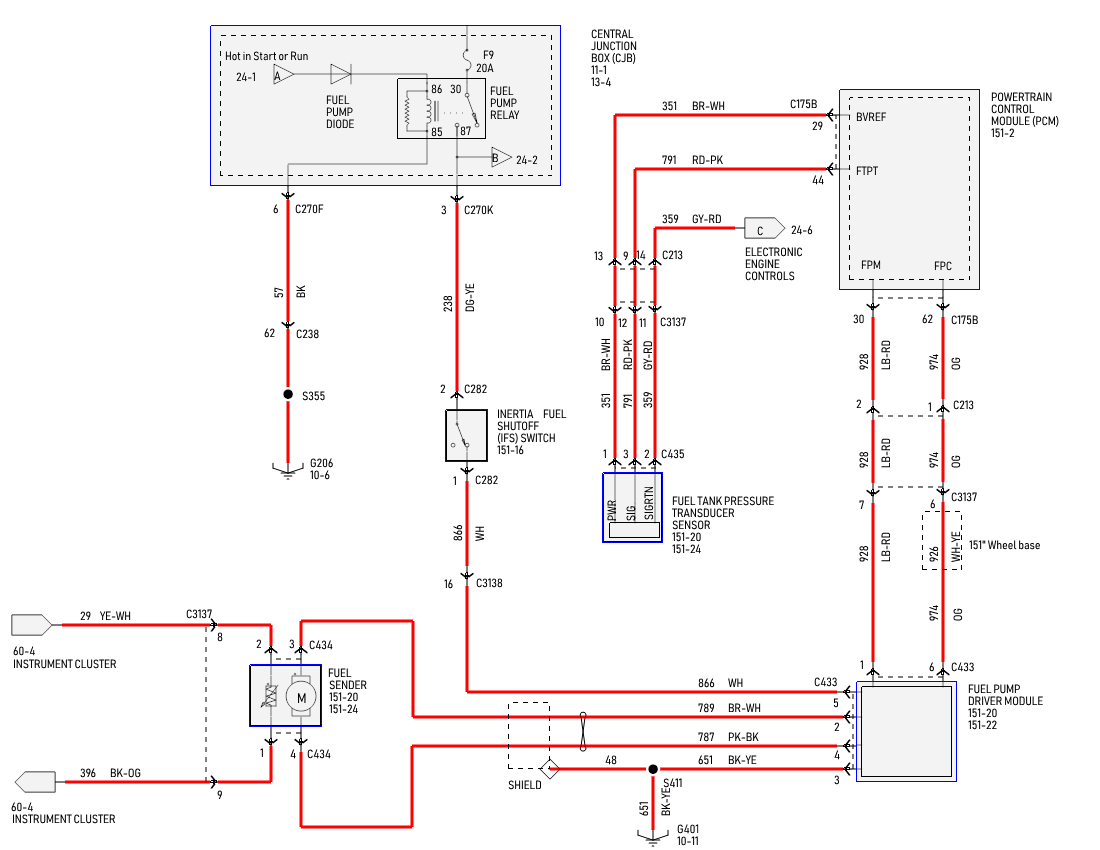 Hot in Start or Run
24-1
A
FUEL
PUMP
DIODE
F9
20A
86 30
85 87
FUEL
PUMP
RELAY
B
24-2
CENTRAL
JUNCTION
BOX (CJB)
11-1
13-4
6 C270F
3 C270K
57 BK
62 C238
S355
G206
10-6
238 DG-YE
2 C282
INERTIA FUEL
SHUTOFF
(IFS) SWITCH
151-16
1 C282
866 WH
16 C3138
351 BR-WH C175B
29
791 RD-PK
44
359 GY-RD
C
24-6
ELECTRONIC
ENGINE
CONTROLS
13 9 14 C213
10 12 11 C3137
351 BR-WH
791 RD-PK
359 GY-RD
1 3 2 C435
PWR
SIG
SIGRTN
FUEL TANK PRESSURE
TRANSDUCER
SENSOR
151-20
151-24
POWERTRAIN
CONTROL
MODULE (PCM)
151-2
BVREF
FTPT
FPM FPC
30 62 C175B
928 LB-RD
974 OG
2 1 C213
928 LB-RD
974 OG
7 6 C3137
926 WH-YE
151" Wheel base
928 LB-RD
974 OG
1 6 C433
FUEL PUMP
DRIVER MODULE
151-20
151-22
29 YE-WH C3137
8
60-4
INSTRUMENT CLUSTER
2 3 C434
M
FUEL
SENDER
151-20
151-24
1 4 C434
396 BK-OG
9
60-4
INSTRUMENT CLUSTER
866 WH C433
5
789 BR-WH
2
787 PK-BK
4
48
651 BK-YE
3
SHIELD
S411
651 BK-YE
G401
10-11